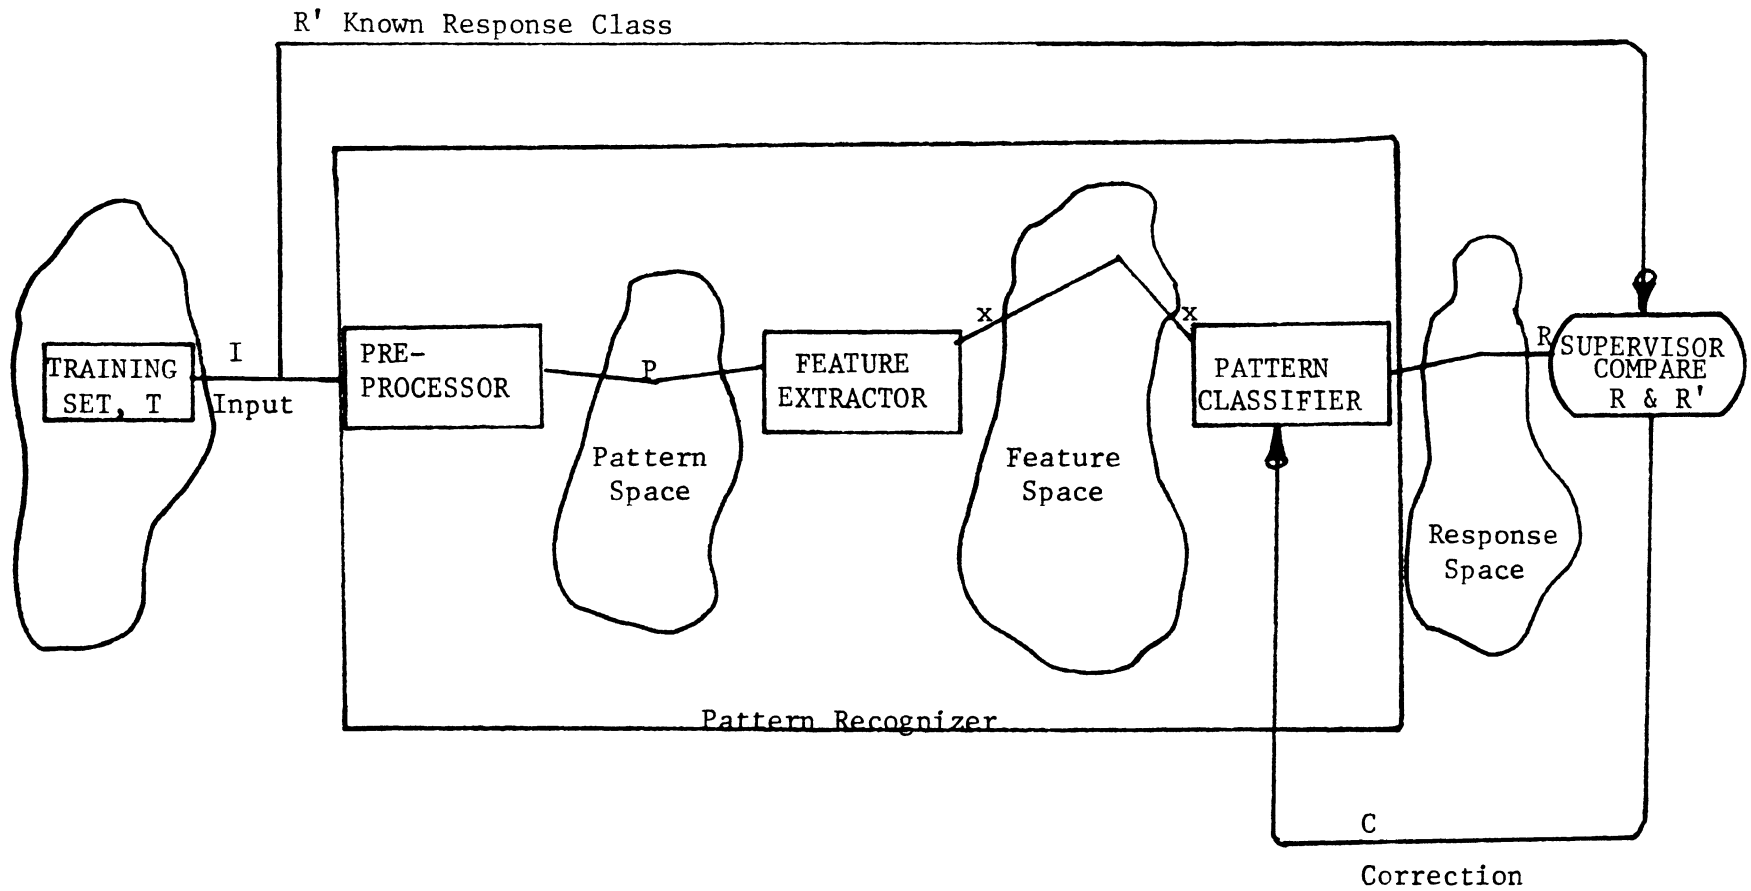 R' Known Response Class
TRAINING
SET, T
I
Input
PRE-
PROCESSOR
P
Pattern
Space
FEATURE
EXTRACTOR
x
Feature
Space
x
PATTERN
CLASSIFIER
R
Response
Space
SUPERVISOR
COMPARE
R & R'
Pattern Recognizer
C
Correction